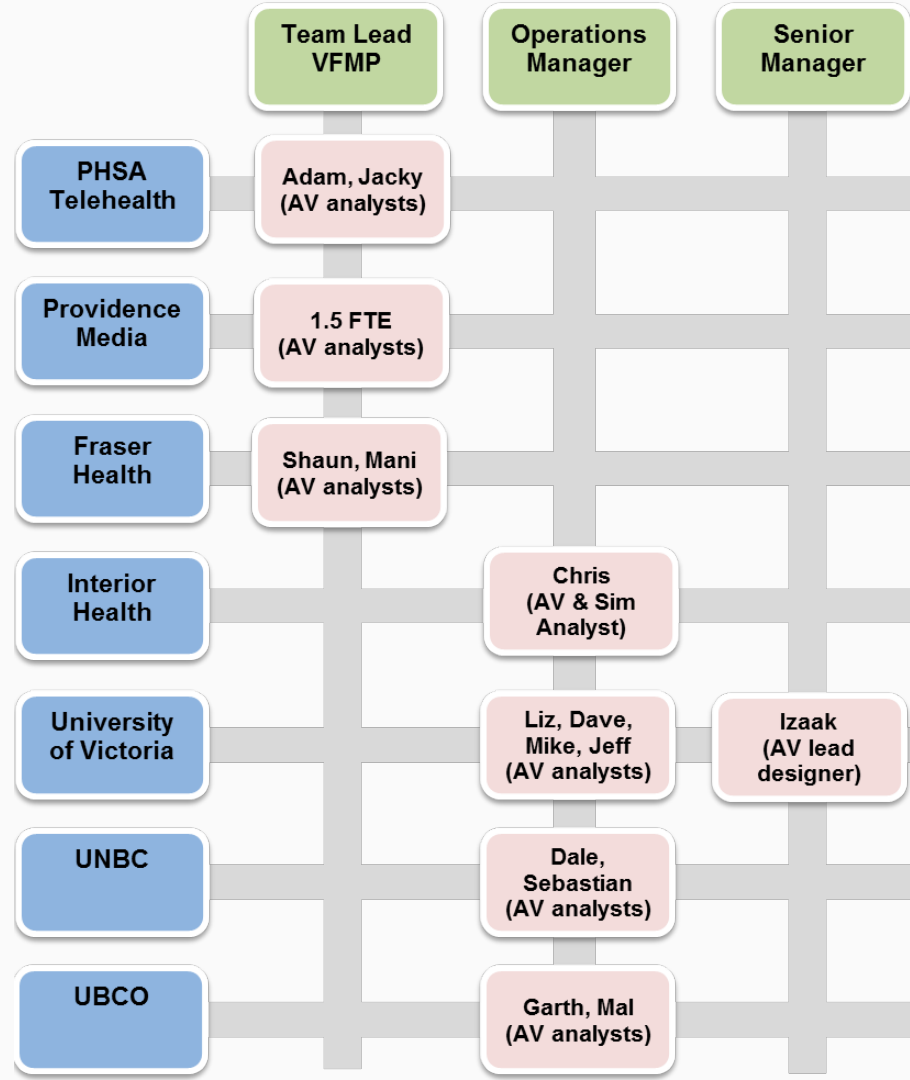 Team Lead
VFMP
Operations
Manager
Senior
Manager
PHSA
Telehealth
Adam, Jacky
(AV analysts)
Providence
Media
1.5 FTE
(AV analysts)
Fraser
Health
Shaun, Mani
(AV analysts)
Interior
Health
Chris
(AV & Sim
Analyst)
University
of Victoria
Liz, Dave,
Mike, Jeff
(AV analysts)
Izaak
(AV lead
designer)
UNBC
Dale,
Sebastian
(AV analysts)
UBCO
Garth, Mal
(AV analysts)